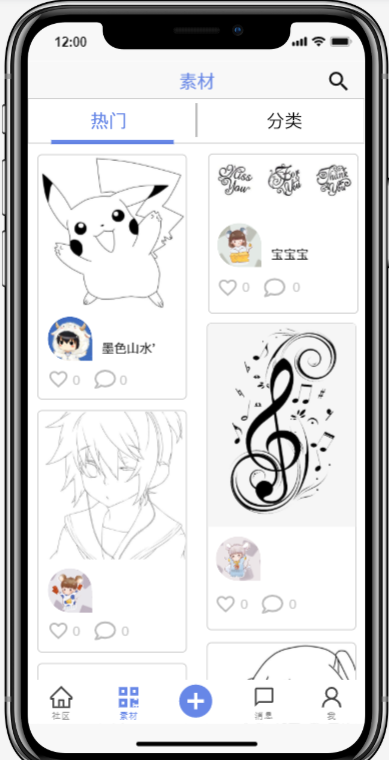 12:00
素材
热门
分类
Miss
You
For
You
Thank
You
宝宝宝
0 0
墨色山水'
0 0
0 0
0 0
社区
素材
消息
我